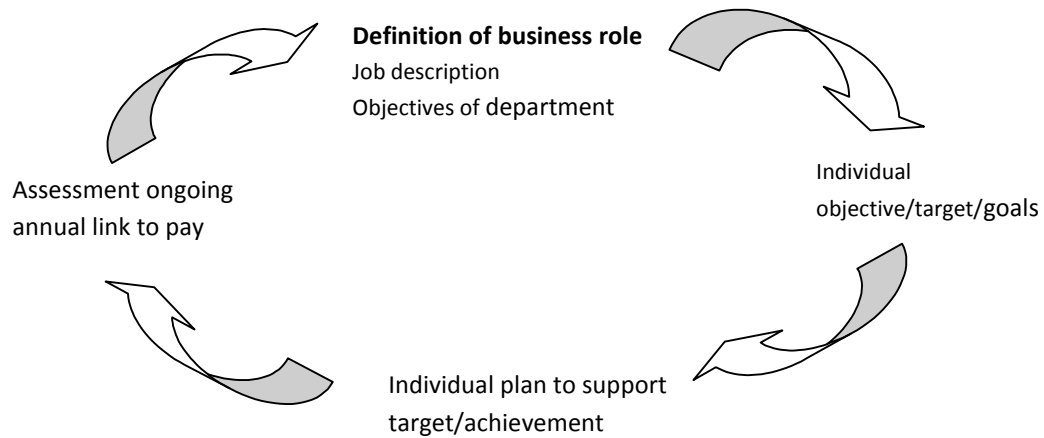 Definition of business role
Job description
Objectives of department
Individual
objective/target/goals
Individual plan to support
target/achievement
Assessment ongoing
annual link to pay